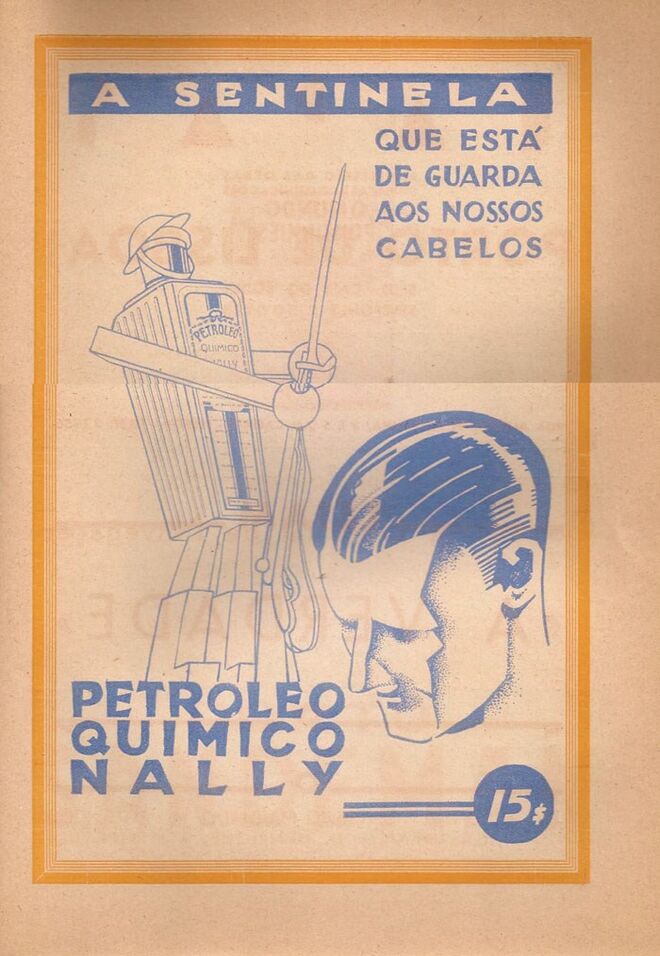 A SENTINELA
QUE ESTÁ
DE GUARDA
AOS NOSSOS
CABELOS
PETROLEO
QUIMICO
NALLY
PETROLEO
QUIMICO
NALLY
15$